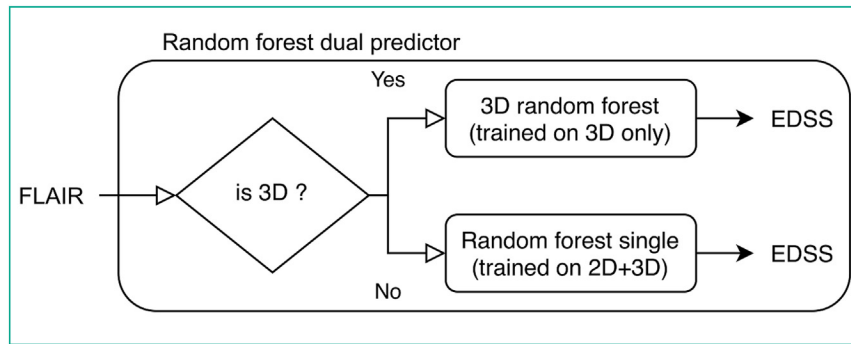 Random forest dual predictor
Yes
3D random forest
(trained on 3D only)
EDSS
FLAIR
is 3D ?
Random forest single
(trained on 2D+3D)
EDSS
No